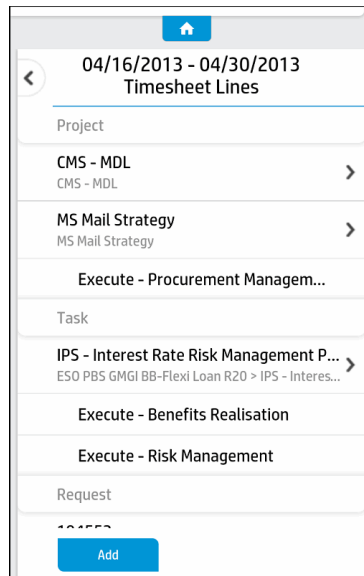 04/16/2013 - 04/30/2013
Timesheet Lines
Project
CMS - MDL
CMS - MDL
MS Mail Strategy
MS Mail Strategy
Execute - Procurement Managem...
Task
IPS - Interest Rate Risk Management P...
ESO PBS GMGI BB-Flexi Loan R20 > IPS - Interes...
Execute - Benefits Realisation
Execute - Risk Management
Request
Add